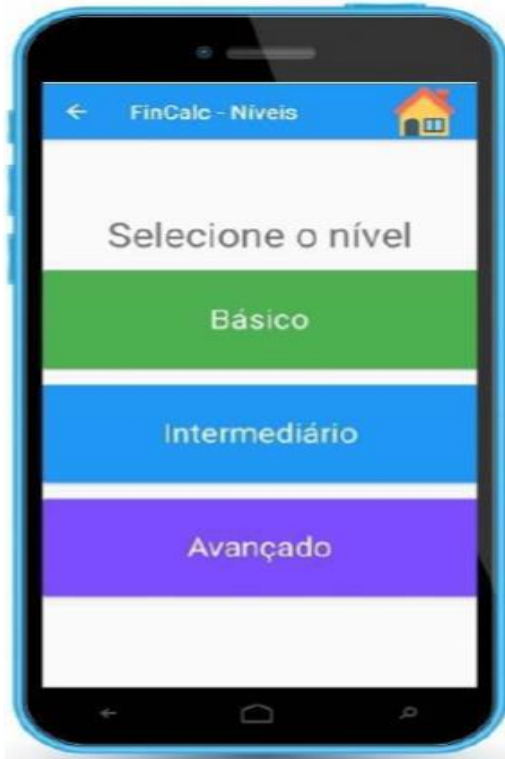 FinCalc - Níveis
Selecione o nível
Básico
Intermediário
Avançado